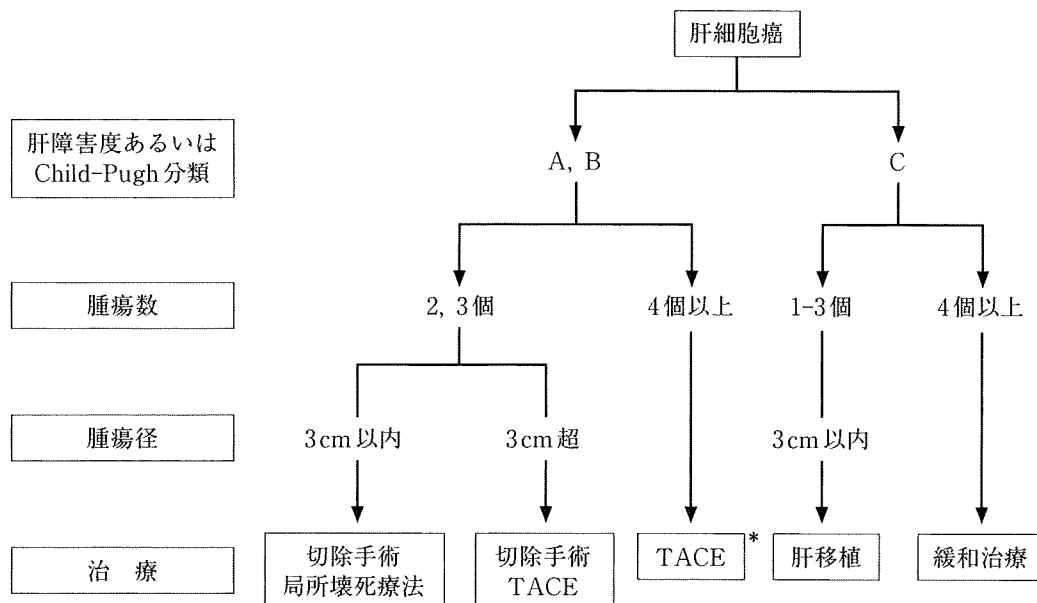 肝細胞癌
肝障害度あるいは
Child-Pugh分類
A, B
C
腫瘍数
2, 3個
4個以上
1-3個
4個以上
腫瘍径
3cm以内
3cm超
3cm以内
治 療
切除手術
局所壊死療法
切除手術
TACE
TACE *
肝移植
緩和治療